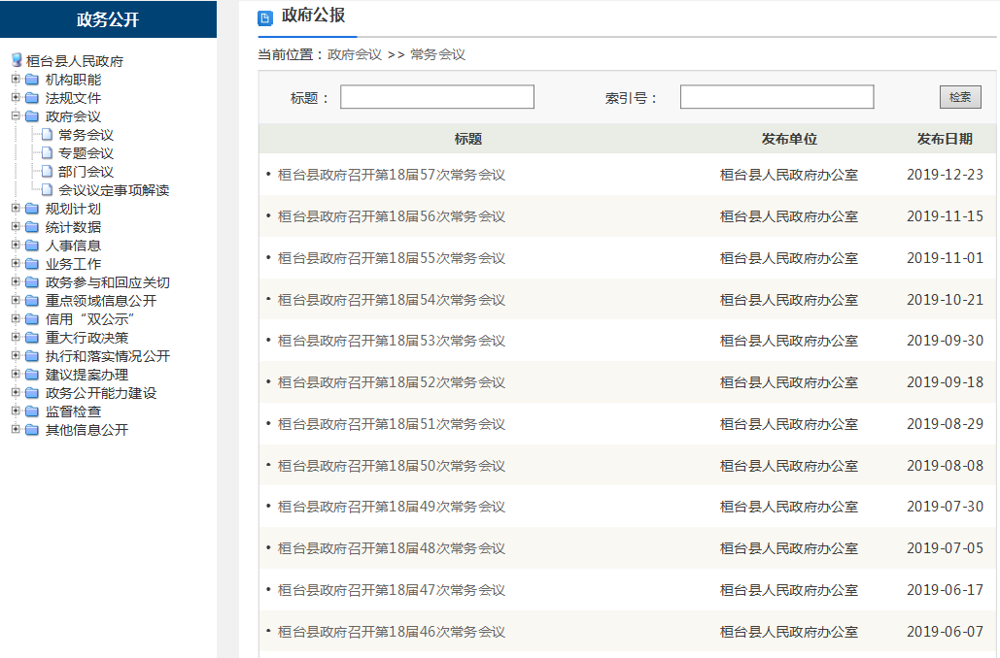 政务公开
桓台县人民政府
机构职能
法规文件
政府会议
常务会议
专题会议
部门会议
会议议定事项解读
规划计划
统计数据
人事信息
业务工作
政务参与和回应关切
重点领域信息公开
信用“双公示”
重大行政决策
执行和落实情况公开
建议提案办理
政务公开能力建设
监督检查
其他信息公开
政府公报
当前位置：政府会议 >> 常务会议
标题： 索引号： 检索
标题 发布单位 发布日期
• 桓台县政府召开第18届57次常务会议 桓台县人民政府办公室 2019-12-23
• 桓台县政府召开第18届56次常务会议 桓台县人民政府办公室 2019-11-15
• 桓台县政府召开第18届55次常务会议 桓台县人民政府办公室 2019-11-01
• 桓台县政府召开第18届54次常务会议 桓台县人民政府办公室 2019-10-21
• 桓台县政府召开第18届53次常务会议 桓台县人民政府办公室 2019-09-30
• 桓台县政府召开第18届52次常务会议 桓台县人民政府办公室 2019-09-18
• 桓台县政府召开第18届51次常务会议 桓台县人民政府办公室 2019-08-29
• 桓台县政府召开第18届50次常务会议 桓台县人民政府办公室 2019-08-08
• 桓台县政府召开第18届49次常务会议 桓台县人民政府办公室 2019-07-30
• 桓台县政府召开第18届48次常务会议 桓台县人民政府办公室 2019-07-05
• 桓台县政府召开第18届47次常务会议 桓台县人民政府办公室 2019-06-17
• 桓台县政府召开第18届46次常务会议 桓台县人民政府办公室 2019-06-07